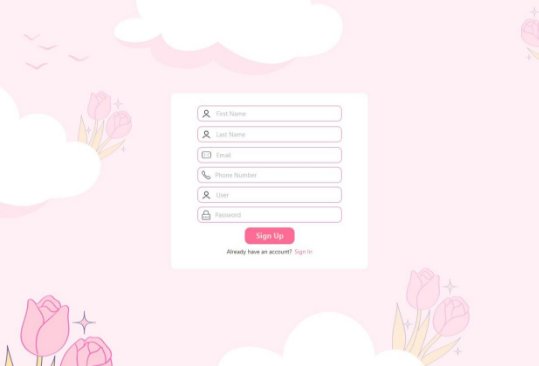 First Name
Last Name
Email
Phone Number
User
Password
Sign Up
Already have an account? Sign In